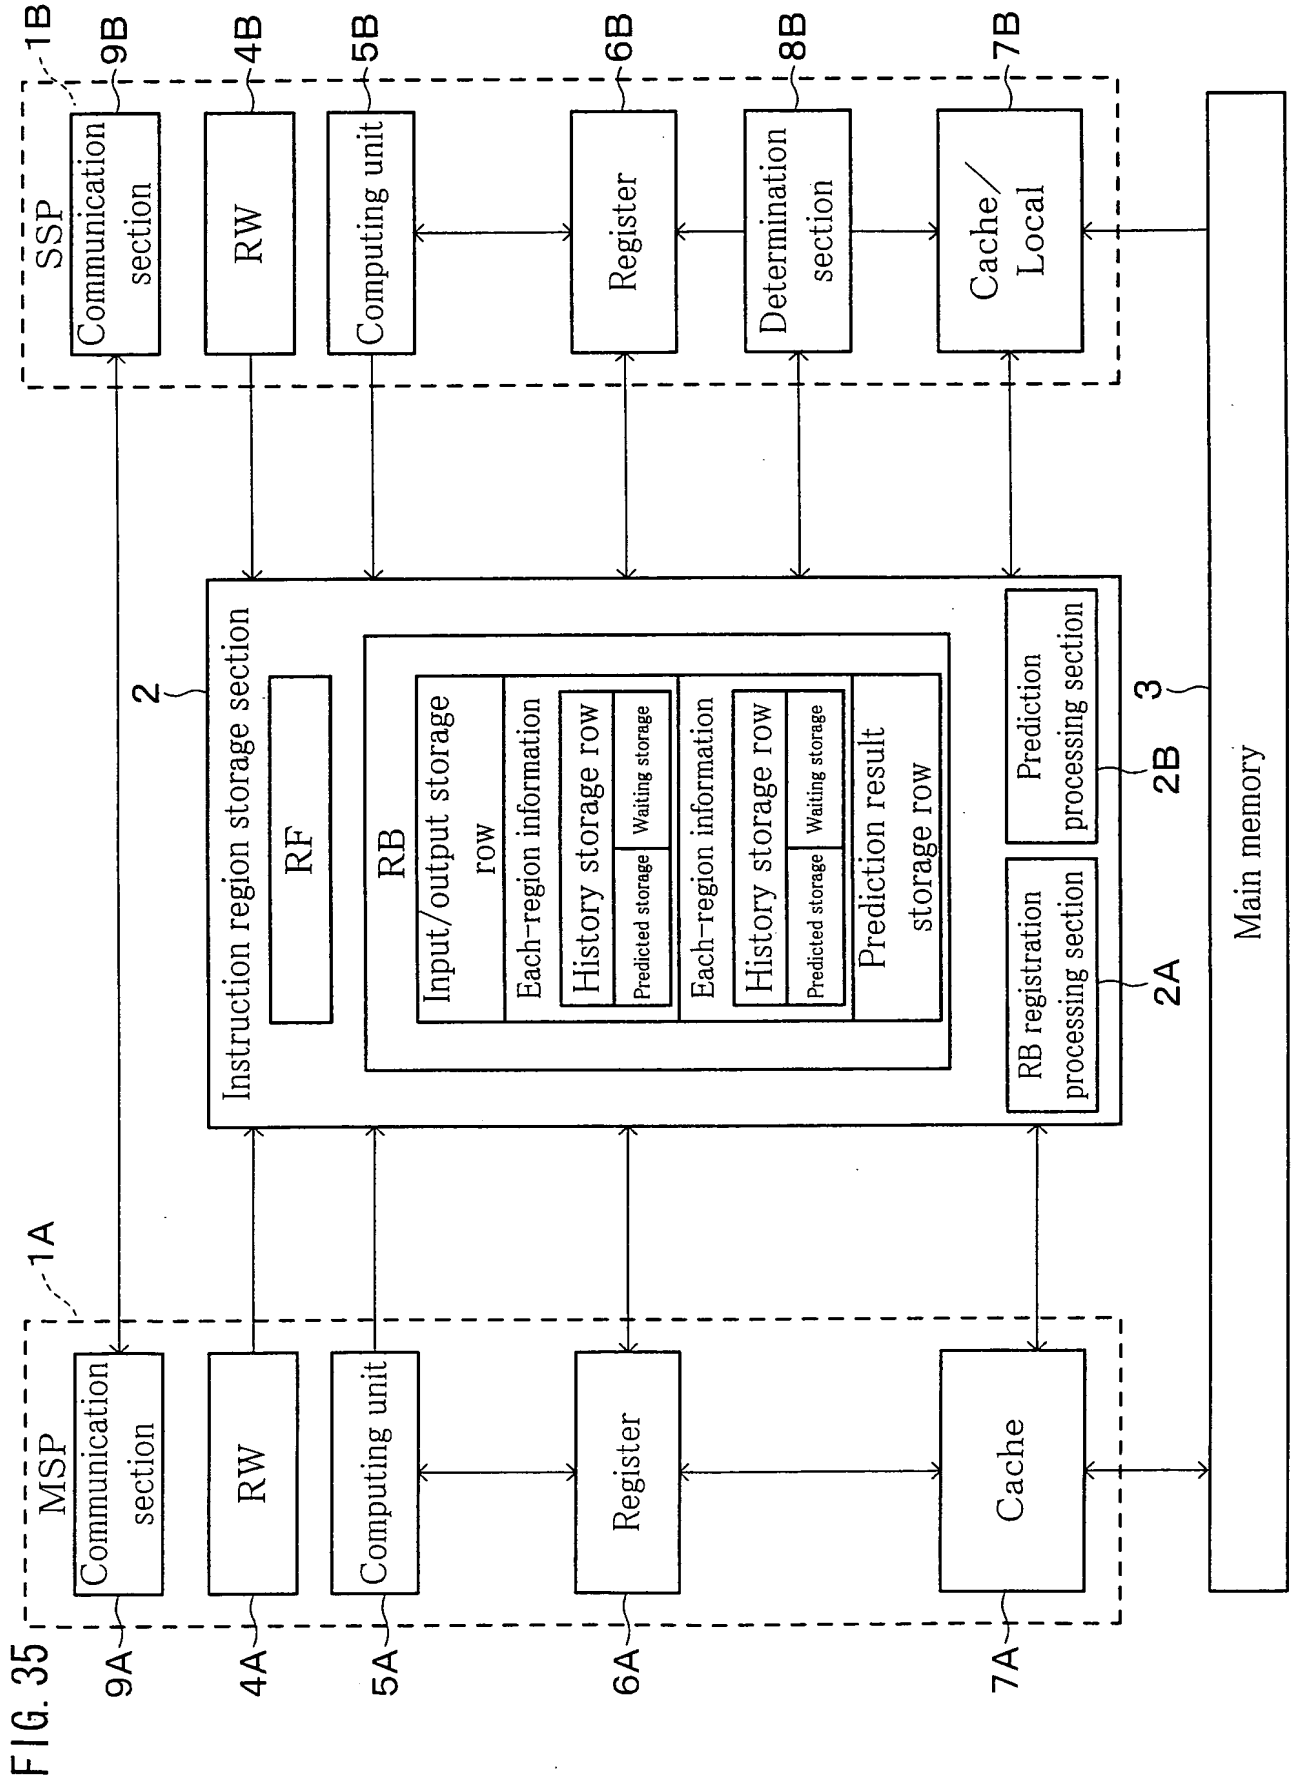 FIG. 35
MSP
1A
Communication
section
9A
RW
4A
Computing unit
5A
Register
6A
Cache
7A
2
Instruction region storage section
RF
RB
Input/output storage
row
Each-region information
History storage row
Predicted storage
Waiting storage
Each-region information
History storage row
Predicted storage
Waiting storage
Prediction result
storage row
RB registration
processing section
2A
Prediction
processing section
2B
SSP
1B
Communication
section
9B
RW
4B
Computing unit
5B
Register
6B
Determination
section
8B
Cache/
Local
7B
3
Main memory